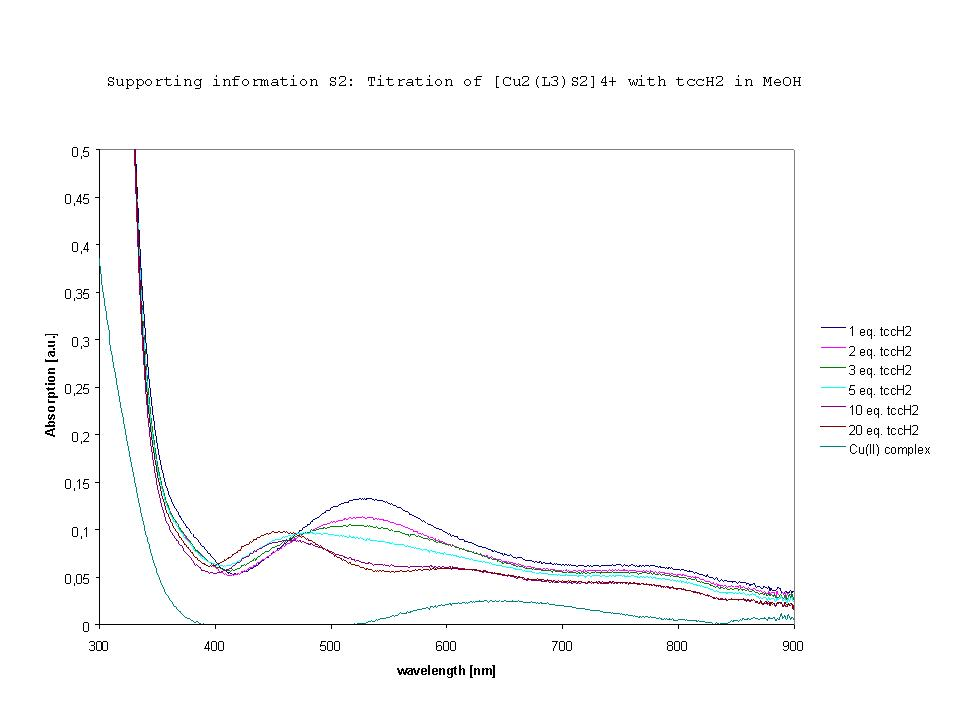 Supporting information S2: Titration of [Cu2(L3)S2]4+ with tccH2 in MeOH
0,5
0,45
0,4
0,35
0,3
0,25
0,2
0,15
0,1
0,05
0
Absorption [a.u.]
300 400 500 600 700 800 900
wavelength [nm]
1 eq. tccH2
2 eq. tccH2
3 eq. tccH2
5 eq. tccH2
10 eq. tccH2
20 eq. tccH2
Cu(II) complex